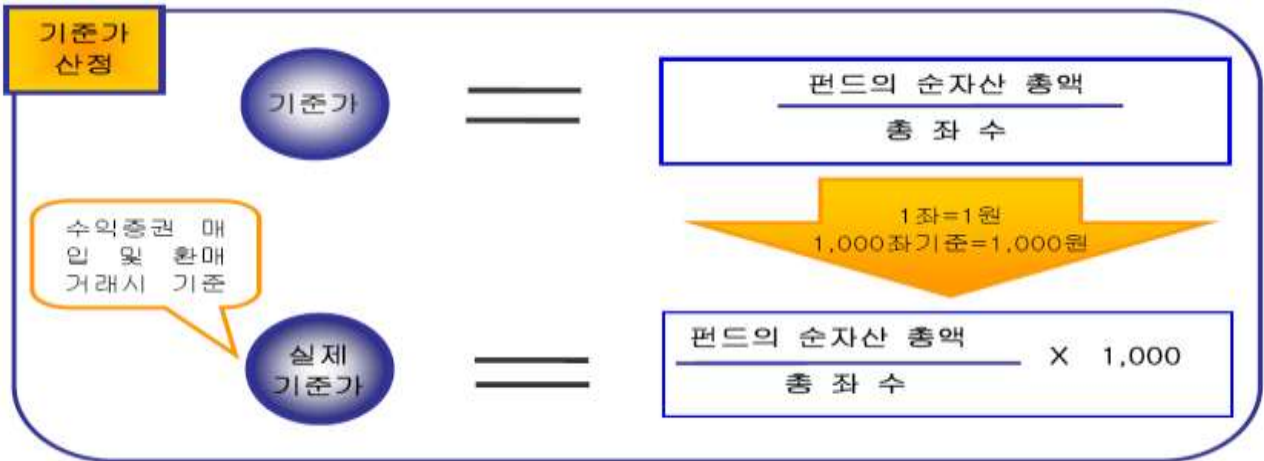 기준가
산정
기준가
펀드의 순자산 총액
총 좌 수
1좌=1원
1,000좌기준=1,000원
수익증권 매
입 및 환매
거래시 기준
실제
기준가
펀드의 순자산 총액
총 좌 수
X 1,000